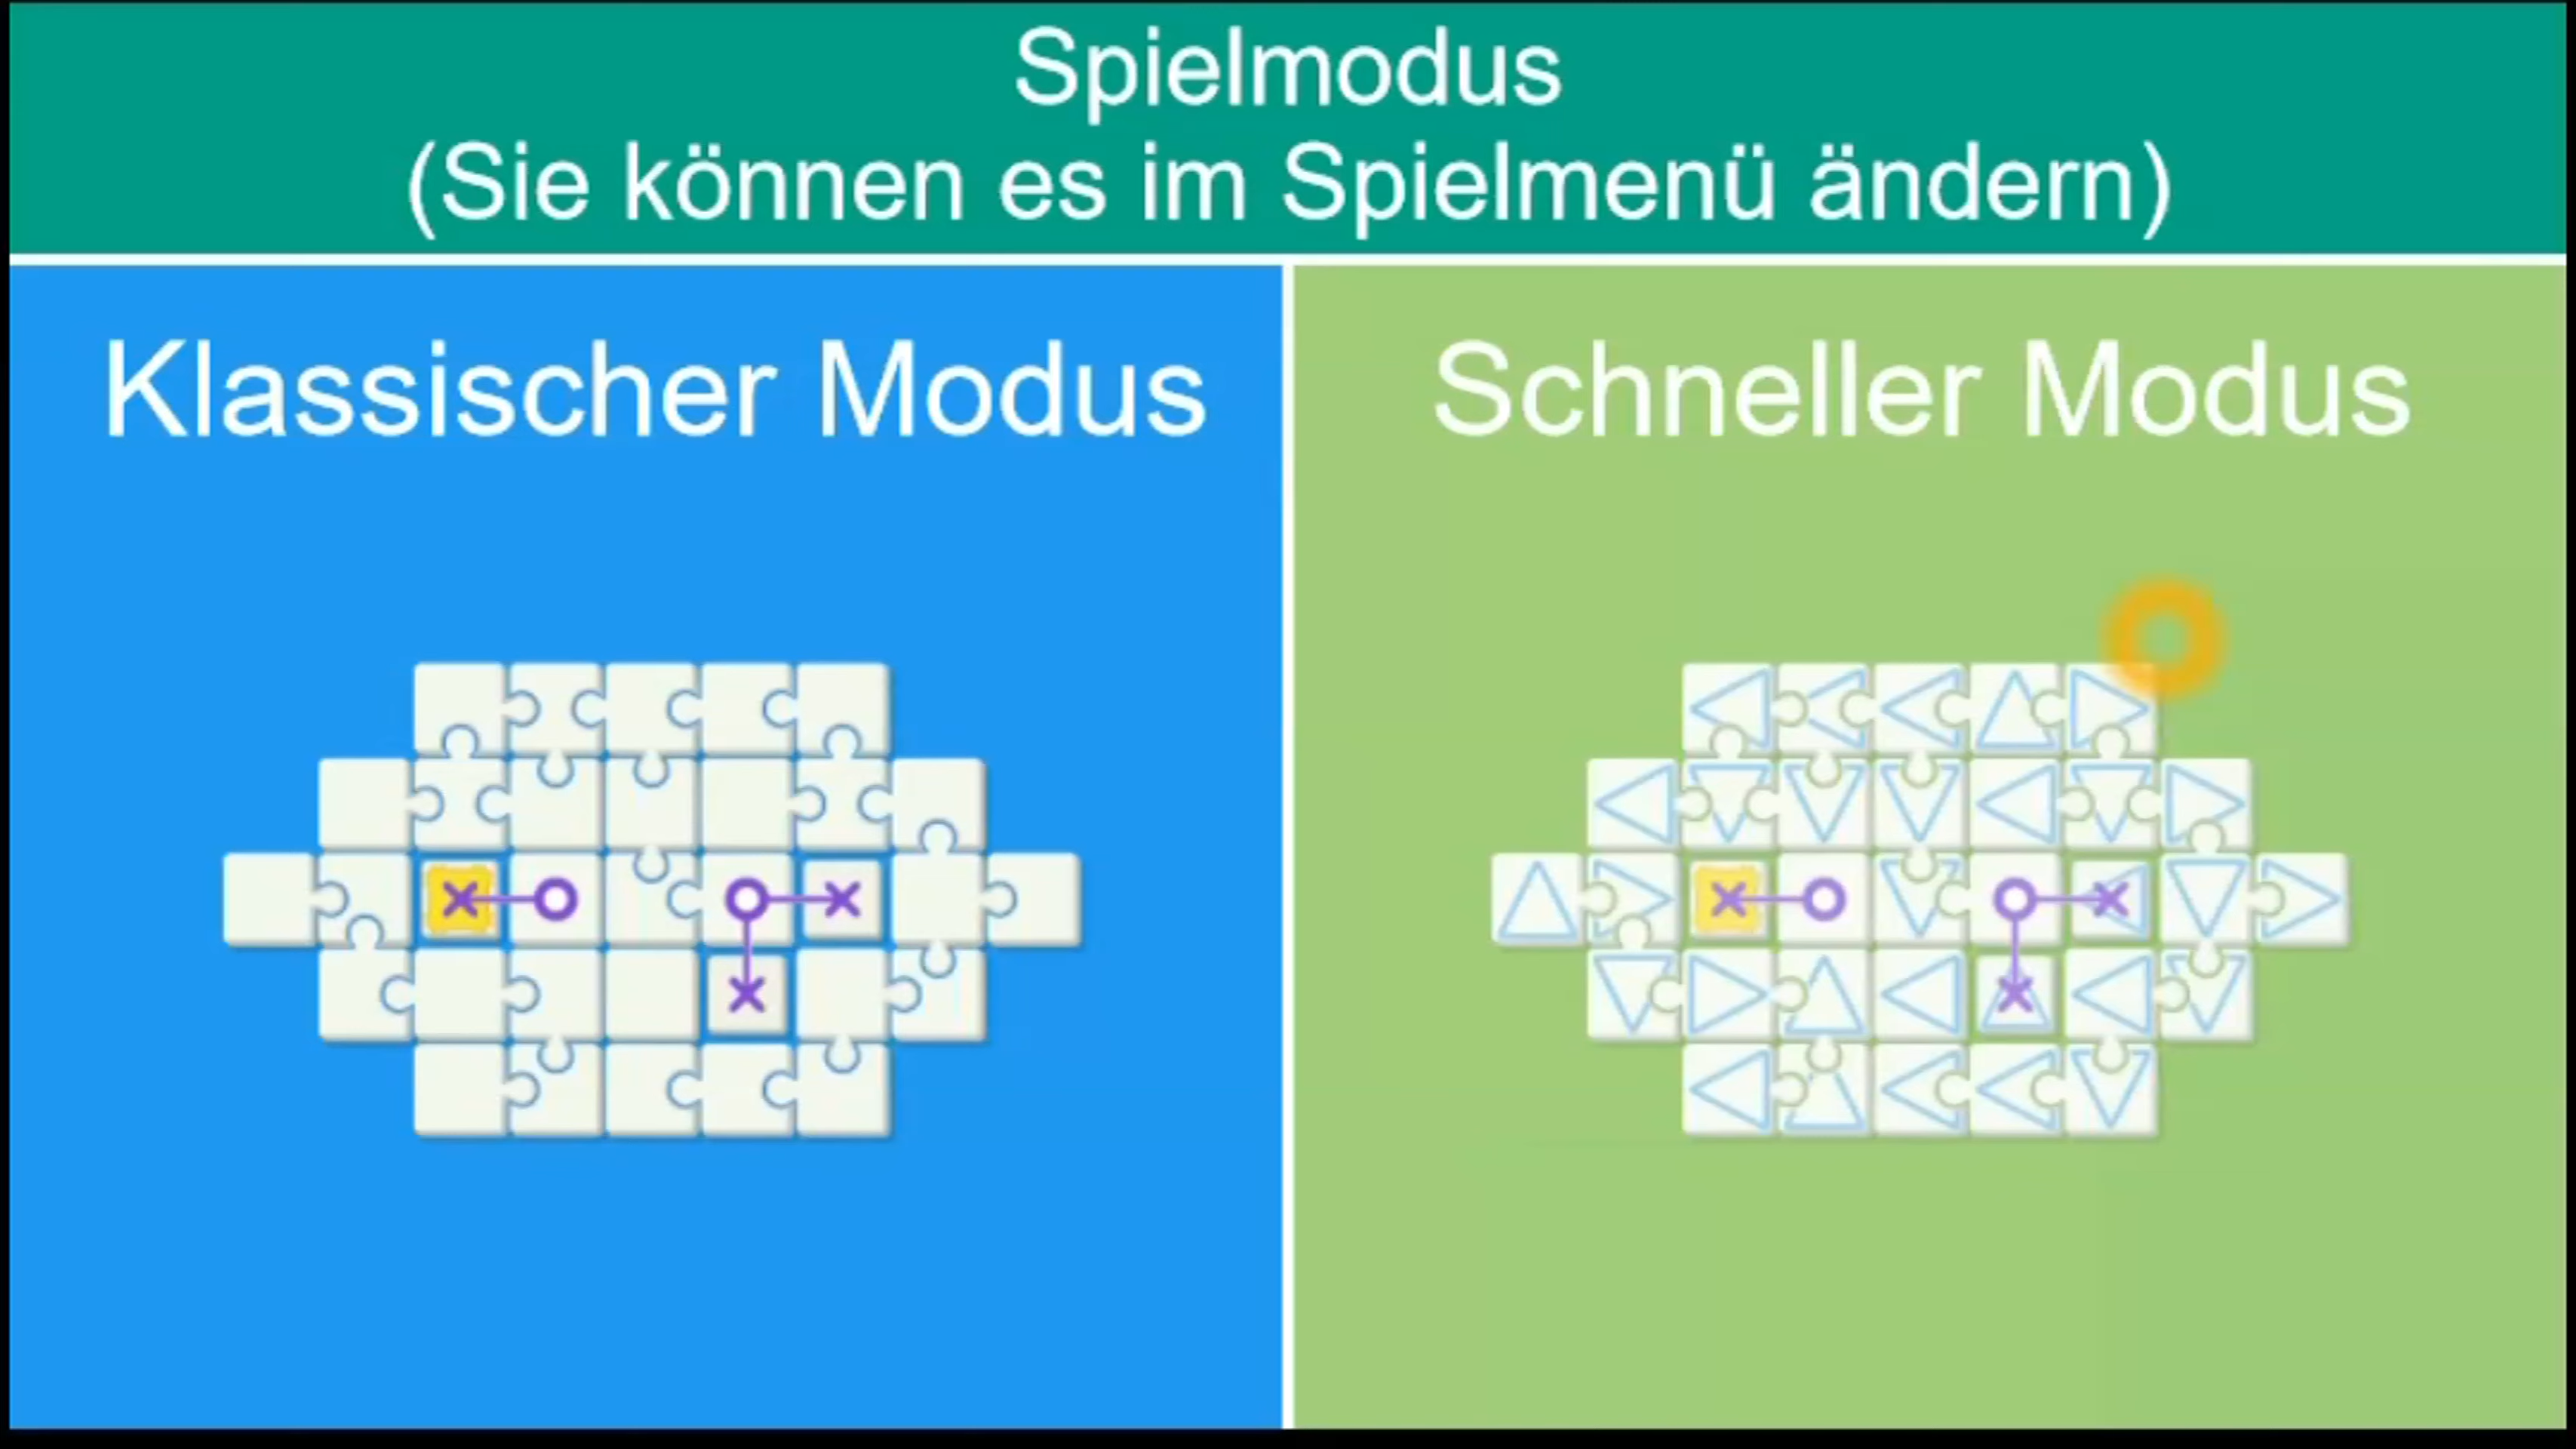 Spielmodus
(Sie können es im Spielmenü ändern)
Klassischer Modus
Schneller Modus